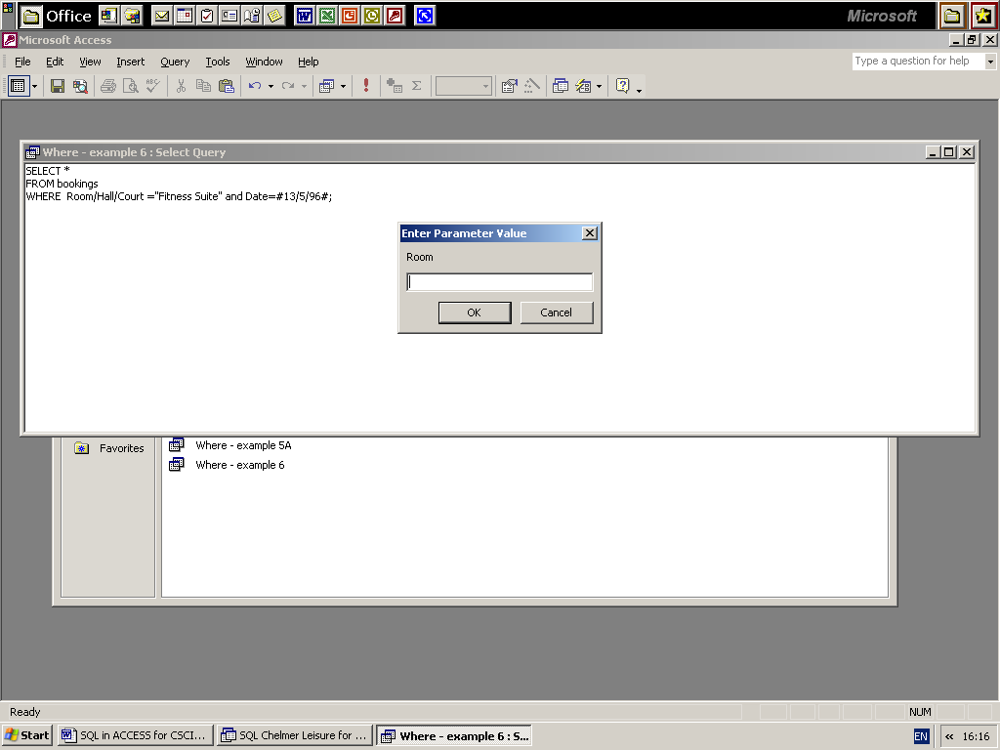 Office
Microsoft
Microsoft Access
File Edit View Insert Query Tools Window Help
Type a question for help
Where - example 6 : Select Query
SELECT *
FROM bookings
WHERE Room/Hall/Court ="Fitness Suite" and Date=#13/5/96#;
Enter Parameter Value
Room
OK Cancel
Favorites
Where - example 5A
Where - example 6
Ready
NUM
Start
SQL in ACCESS for CSCI...
SQL Chelmer Leisure for ...
Where - example 6 : S...
EN
« 16:16